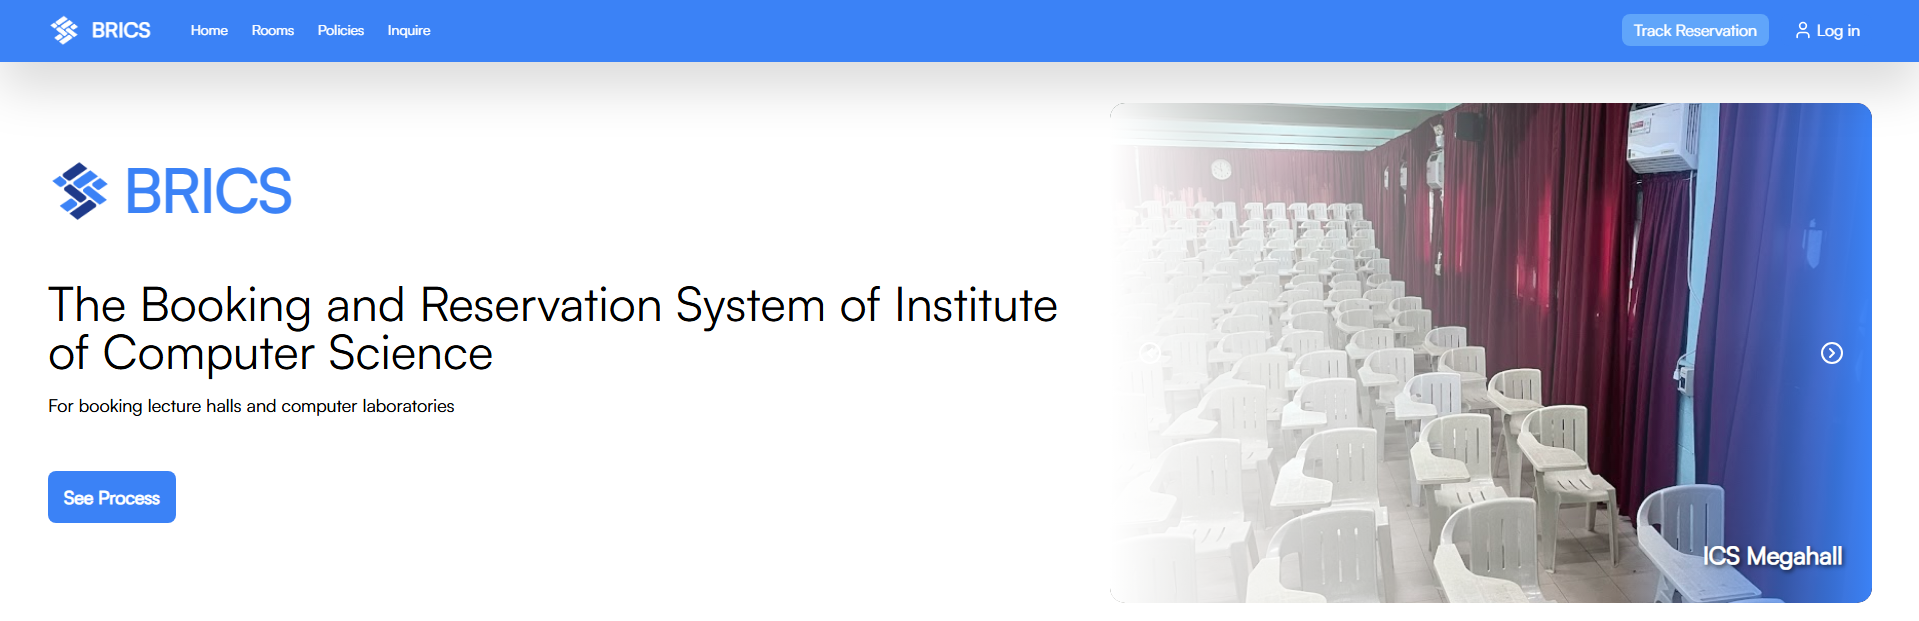 BRICS
Home
Rooms
Policies
Inquire
Track Reservation
Log in
BRICS
The Booking and Reservation System of Institute
of Computer Science
For booking lecture halls and computer laboratories
See Process
ICS Megahall